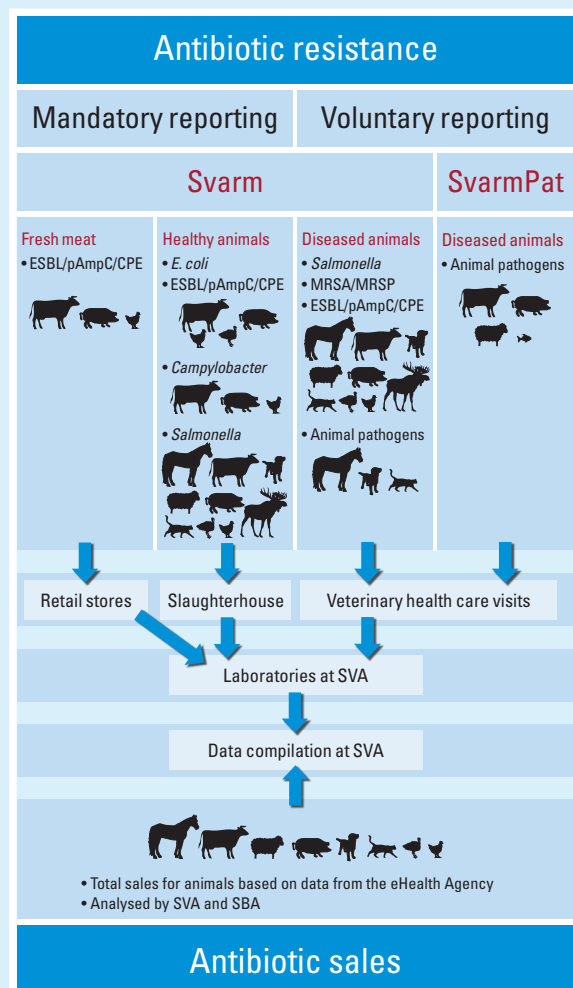 Antibiotic resistance
Mandatory reporting
Voluntary reporting
Svarm
SvarmPat
Fresh meat
• ESBL/pAmpC/CPE
Healthy animals
• E. coli
• ESBL/pAmpC/CPE
• Campylobacter
• Salmonella
Diseased animals
• Salmonella
• MRSA/MRSP
• ESBL/pAmpC/CPE
• Animal pathogens
Diseased animals
• Animal pathogens
Retail stores
Slaughterhouse
Veterinary health care visits
Laboratories at SVA
Data compilation at SVA
• Total sales for animals based on data from the eHealth Agency
• Analysed by SVA and SBA
Antibiotic sales